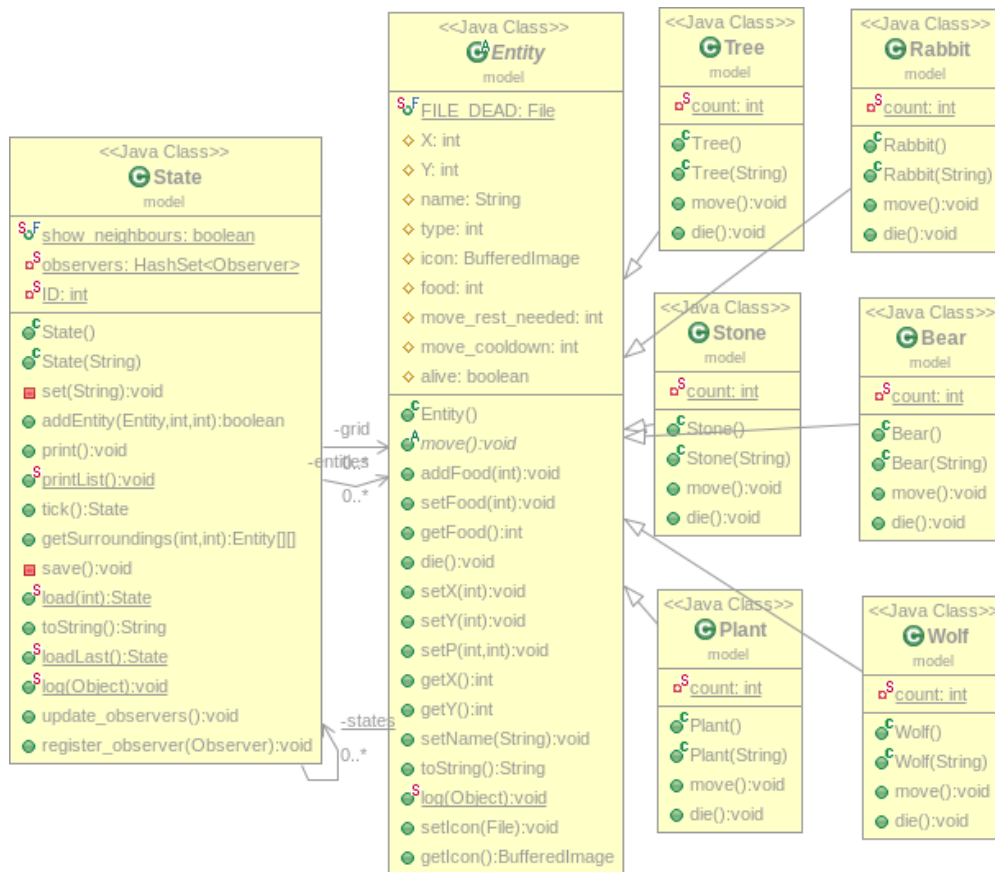 <<Java Class>>
State
model
show_neighbours: boolean
observers: HashSet<Observer>
ID: int
State()
State(String)
set(String):void
addEntity(Entity,int,int):boolean
print():void
printList():void
tick():State
getSurroundings(int,int):Entity[][]
save():void
load(int):State
toString():String
loadLast():State
log(Object):void
update_observers():void
register_observer(Observer):void
-grid
0..*
-entities
0..*
-states
0..*
<<Java Class>>
Entity
model
FILE_DEAD: File
X: int
Y: int
name: String
type: int
icon: BufferedImage
food: int
move_rest_needed: int
move_cooldown: int
alive: boolean
Entity()
move():void
addFood(int):void
setFood(int):void
getFood():int
die():void
setX(int):void
setY(int):void
setP(int,int):void
getX():int
getY():int
setName(String):void
toString():String
log(Object):void
setIcon(File):void
getIcon():BufferedImage
<<Java Class>>
Tree
model
count: int
Tree()
Tree(String)
move():void
die():void
<<Java Class>>
Rabbit
model
count: int
Rabbit()
Rabbit(String)
move():void
die():void
<<Java Class>>
Stone
model
count: int
Stone()
Stone(String)
move():void
die():void
<<Java Class>>
Bear
model
count: int
Bear()
Bear(String)
move():void
die():void
<<Java Class>>
Plant
model
count: int
Plant()
Plant(String)
move():void
die():void
<<Java Class>>
Wolf
model
count: int
Wolf()
Wolf(String)
move():void
die():void